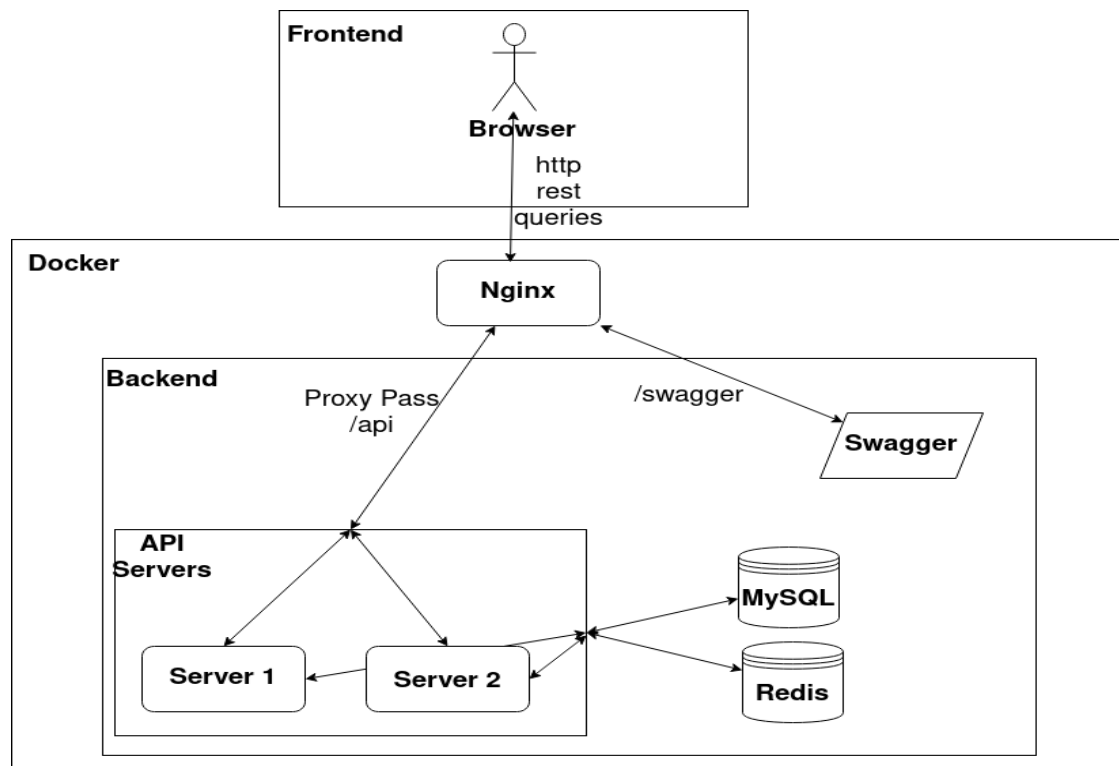 Frontend
Browser
http
rest
queries
Docker
Nginx
Backend
Proxy Pass
/api
/swagger
Swagger
API
Servers
MySQL
Server 1
Server 2
Redis